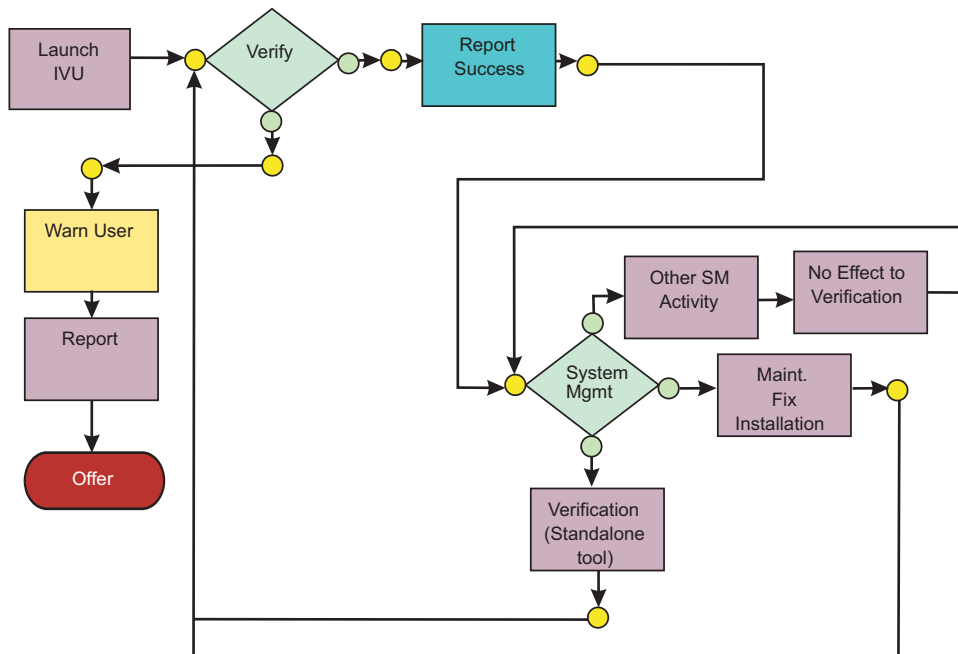 Launch
IVU
Verify
Report
Success
Warn User
Report
Offer
Other SM
Activity
No Effect to
Verification
System
Mgmt
Maint.
Fix
Installation
Verification
(Standalone
tool)